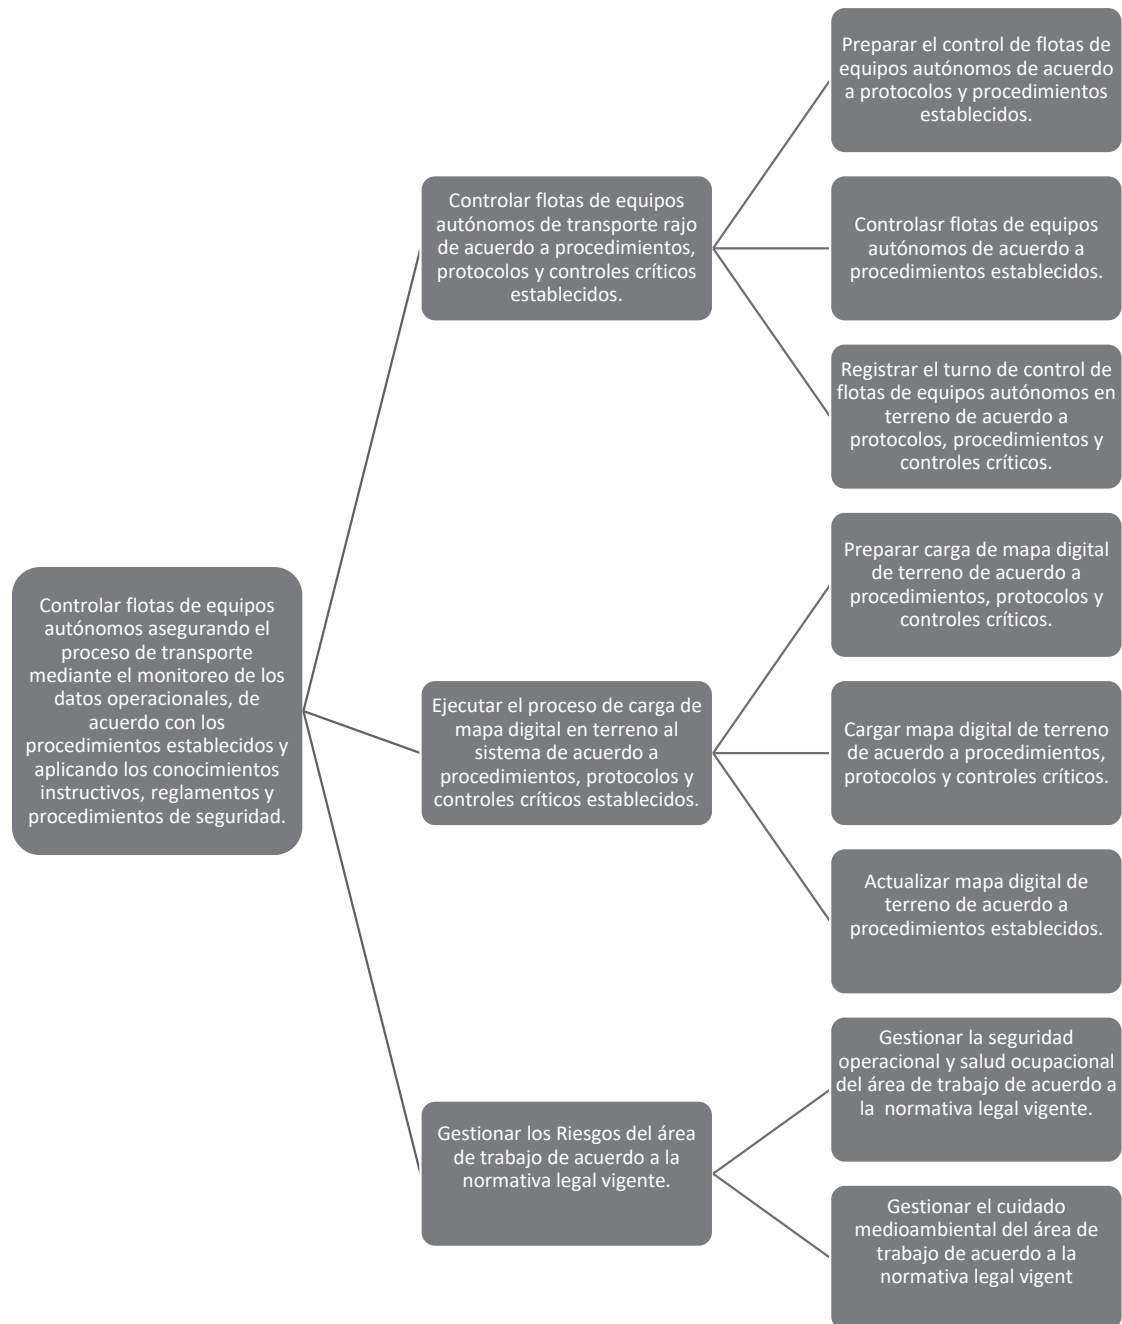 Preparar el control de flotas de
equipos autónomos de acuerdo
a protocolos y procedimientos
establecidos.
Controlar flotas de equipos
autónomos de transporte rajo
de acuerdo a procedimientos,
protocolos y controles críticos
establecidos.
Controlasr flotas de equipos
autónomos de acuerdo a
procedimientos establecidos.
Registrar el turno de control de
flotas de equipos autónomos en
terreno de acuerdo a
protocolos, procedimientos y
controles críticos.
Controlar flotas de equipos
autónomos asegurando el
proceso de transporte
mediante el monitoreo de los
datos operacionales, de
acuerdo con los
procedimientos establecidos y
aplicando los conocimientos
instructivos, reglamentos y
procedimientos de seguridad.
Preparar carga de mapa digital
de terreno de acuerdo a
procedimientos, protocolos y
controles críticos.
Ejecutar el proceso de carga de
mapa digital en terreno al
sistema de acuerdo a
procedimientos, protocolos y
controles críticos establecidos.
Cargar mapa digital de terreno
de acuerdo a procedimientos,
protocolos y controles críticos.
Actualizar mapa digital de
terreno de acuerdo a
procedimientos establecidos.
Gestionar la seguridad
operacional y salud ocupacional
del área de trabajo de acuerdo a
la normativa legal vigente.
Gestionar los Riesgos del área
de trabajo de acuerdo a la
normativa legal vigente.
Gestionar el cuidado
medioambiental del área de
trabajo de acuerdo a la
normativa legal vigent